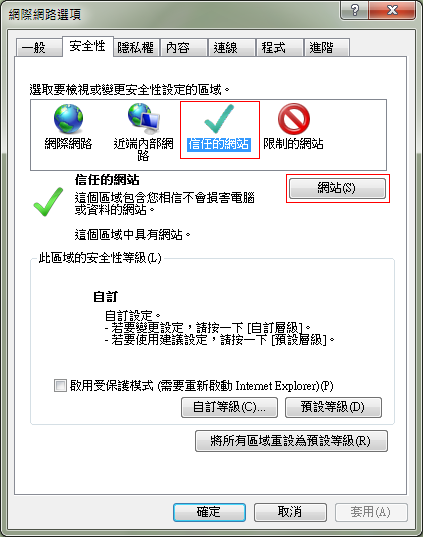 網際網路選項
一般 安全性 隱私權 內容 連線 程式 進階
選取要檢視或變更安全性設定的區域。
網際網路 近端內部網路 信任的網站 限制的網站
信任的網站
網站(S)
這個區域包含您相信不會損害電腦
或資料的網站。
這個區域中具有網站。
此區域的安全性等級(L)
自訂
自訂設定。
- 若要變更設定，請按一下 [自訂層級]。
- 若要使用建議設定，請按一下 [預設層級]。
啟用受保護模式 (需要重新啟動 Internet Explorer)(P)
自訂等級(C)... 預設等級(D)
將所有區域重設為預設等級(R)
確定 取消 套用(A)